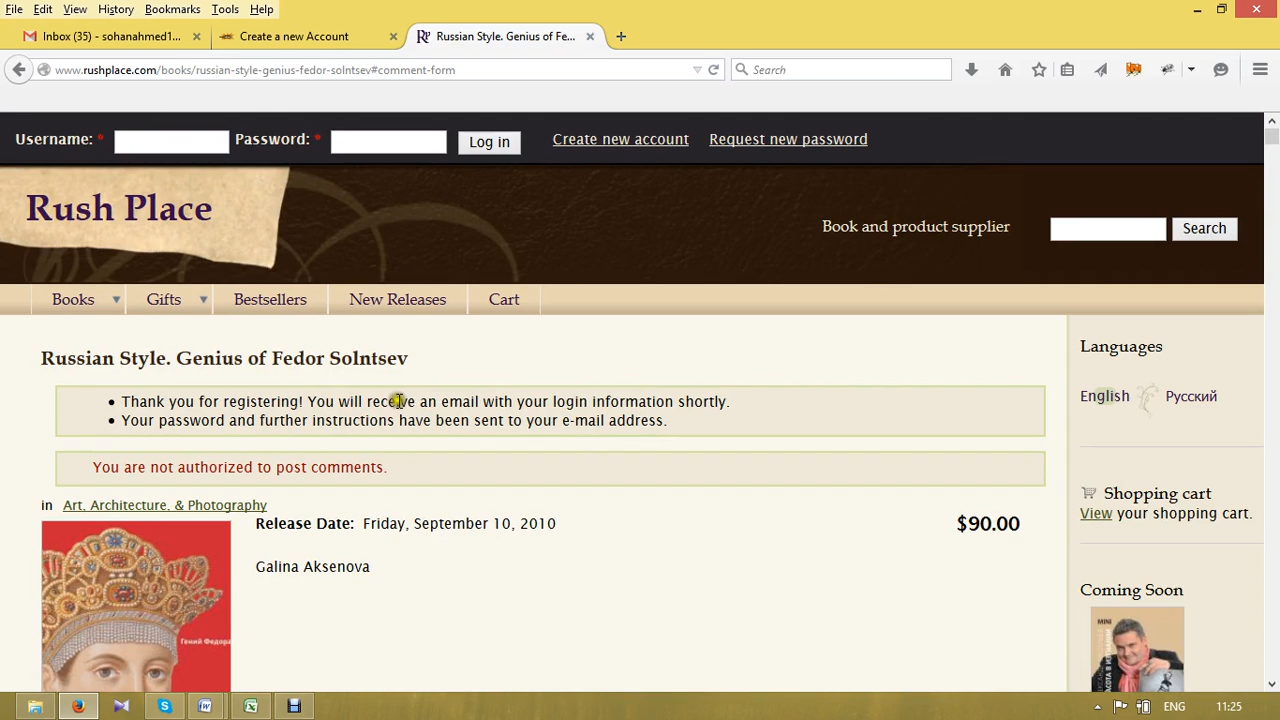 File Edit View History Bookmarks Tools Help
Inbox (35) - sohanahmed1... Create a new Account Russian Style. Genius of Fe...
www.rushplace.com/books/russian-style-genius-fedor-solntsev#comment-form Search
Username: * Password: * Log in Create new account Request new password
Rush Place
Book and product supplier Search
Books Gifts Bestsellers New Releases Cart
Russian Style. Genius of Fedor Solntsev
Thank you for registering! You will receive an email with your login information shortly.
Your password and further instructions have been sent to your e-mail address.
You are not authorized to post comments.
in Art, Architecture, & Photography
Release Date: Friday, September 10, 2010 $90.00
Galina Aksenova
Гений Федора
Languages
English Русский
Shopping cart
View your shopping cart.
Coming Soon
MINI
ENG 11:25